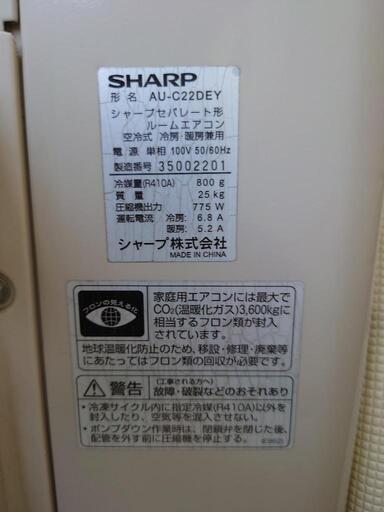 SHARP
形 名 AU-C22DEY
シャープセパレート形
ルームエアコン
空冷式 冷房・暖房兼用
電 源 単相 100V 50/60Hz
製造番号 35002201
冷媒量(R410A) 800 g
質 量 25 kg
圧縮機出力 775 W
運転電流 冷房: 6.8 A
暖房: 5.2 A
シャープ株式会社
MADE IN CHINA
フロンの見える化
家庭用エアコンには最大で
CO₂(温暖化ガス)3,600kgに
相当するフロン類が封入
されています。
地球温暖化防止のため、移設・修理・廃棄等
にあたってはフロン類の回収が必要です。
警告 (工事される方へ)
故障・破裂などのおそれあり
・冷凍サイクル内に指定冷媒(R410A)以外を
封入したり、空気等を混入させない。
・ポンプダウン作業時は、閉鎖弁を閉じた後、
配管を外す前に圧縮機を停止する。